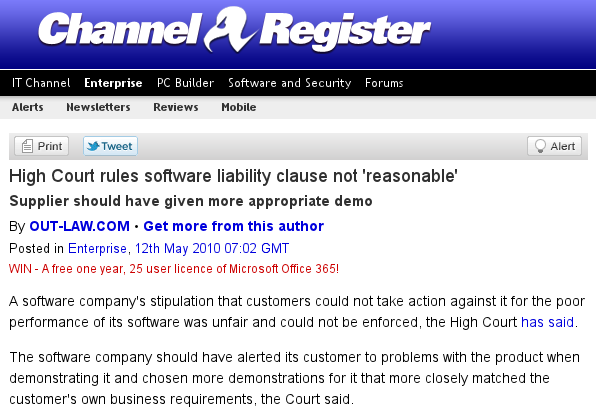 Channel Register
IT Channel Enterprise PC Builder Software and Security Forums
Alerts Newsletters Reviews Mobile
Print Tweet Alert
High Court rules software liability clause not 'reasonable'
Supplier should have given more appropriate demo
By OUT-LAW.COM • Get more from this author
Posted in Enterprise, 12th May 2010 07:02 GMT
WIN - A free one year, 25 user licence of Microsoft Office 365!
A software company's stipulation that customers could not take action against it for the poor
performance of its software was unfair and could not be enforced, the High Court has said.
The software company should have alerted its customer to problems with the product when
demonstrating it and chosen more demonstrations for it that more closely matched the
customer's own business requirements, the Court said.